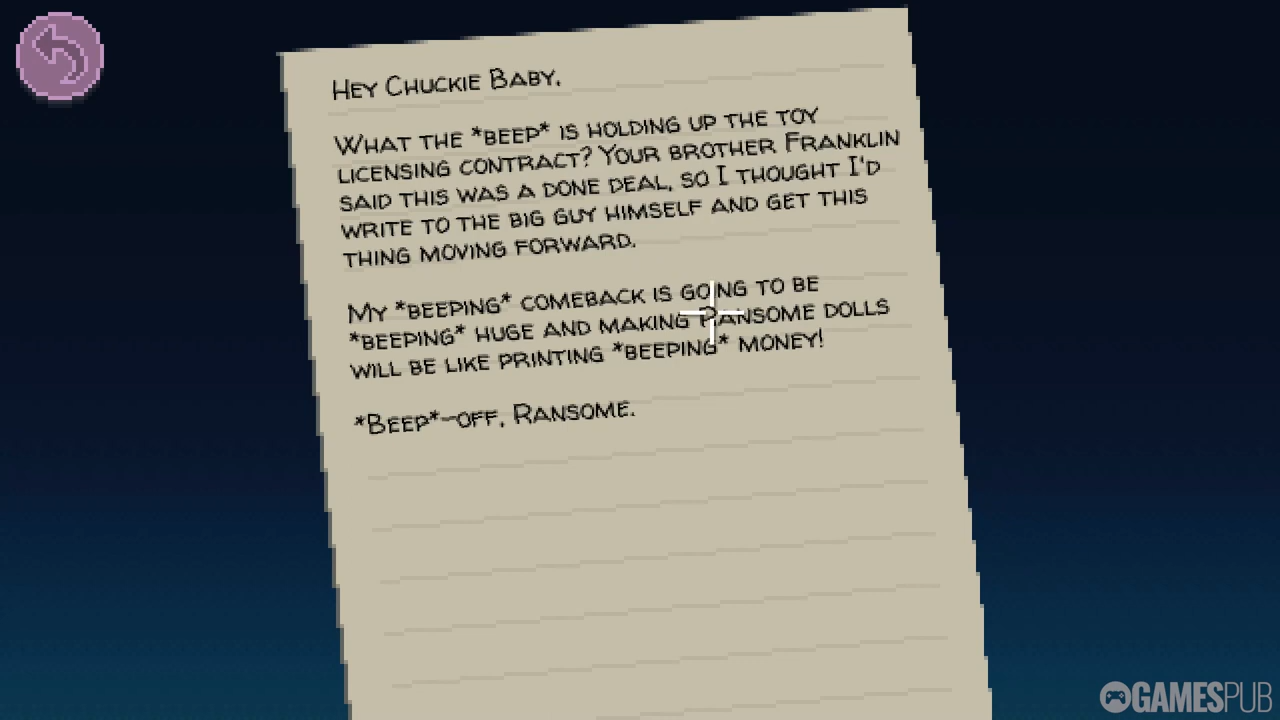 Hey Chuckie Baby,
What the *beep* is holding up the toy
licensing contract? Your brother Franklin
said this was a done deal, so I thought I'd
write to the big guy himself and get this
thing moving forward.
My *beeping* comeback is going to be
*beeping* huge and making Ransome dolls
will be like printing *beeping* money!
*Beep*-off, Ransome.
GAMESPUB